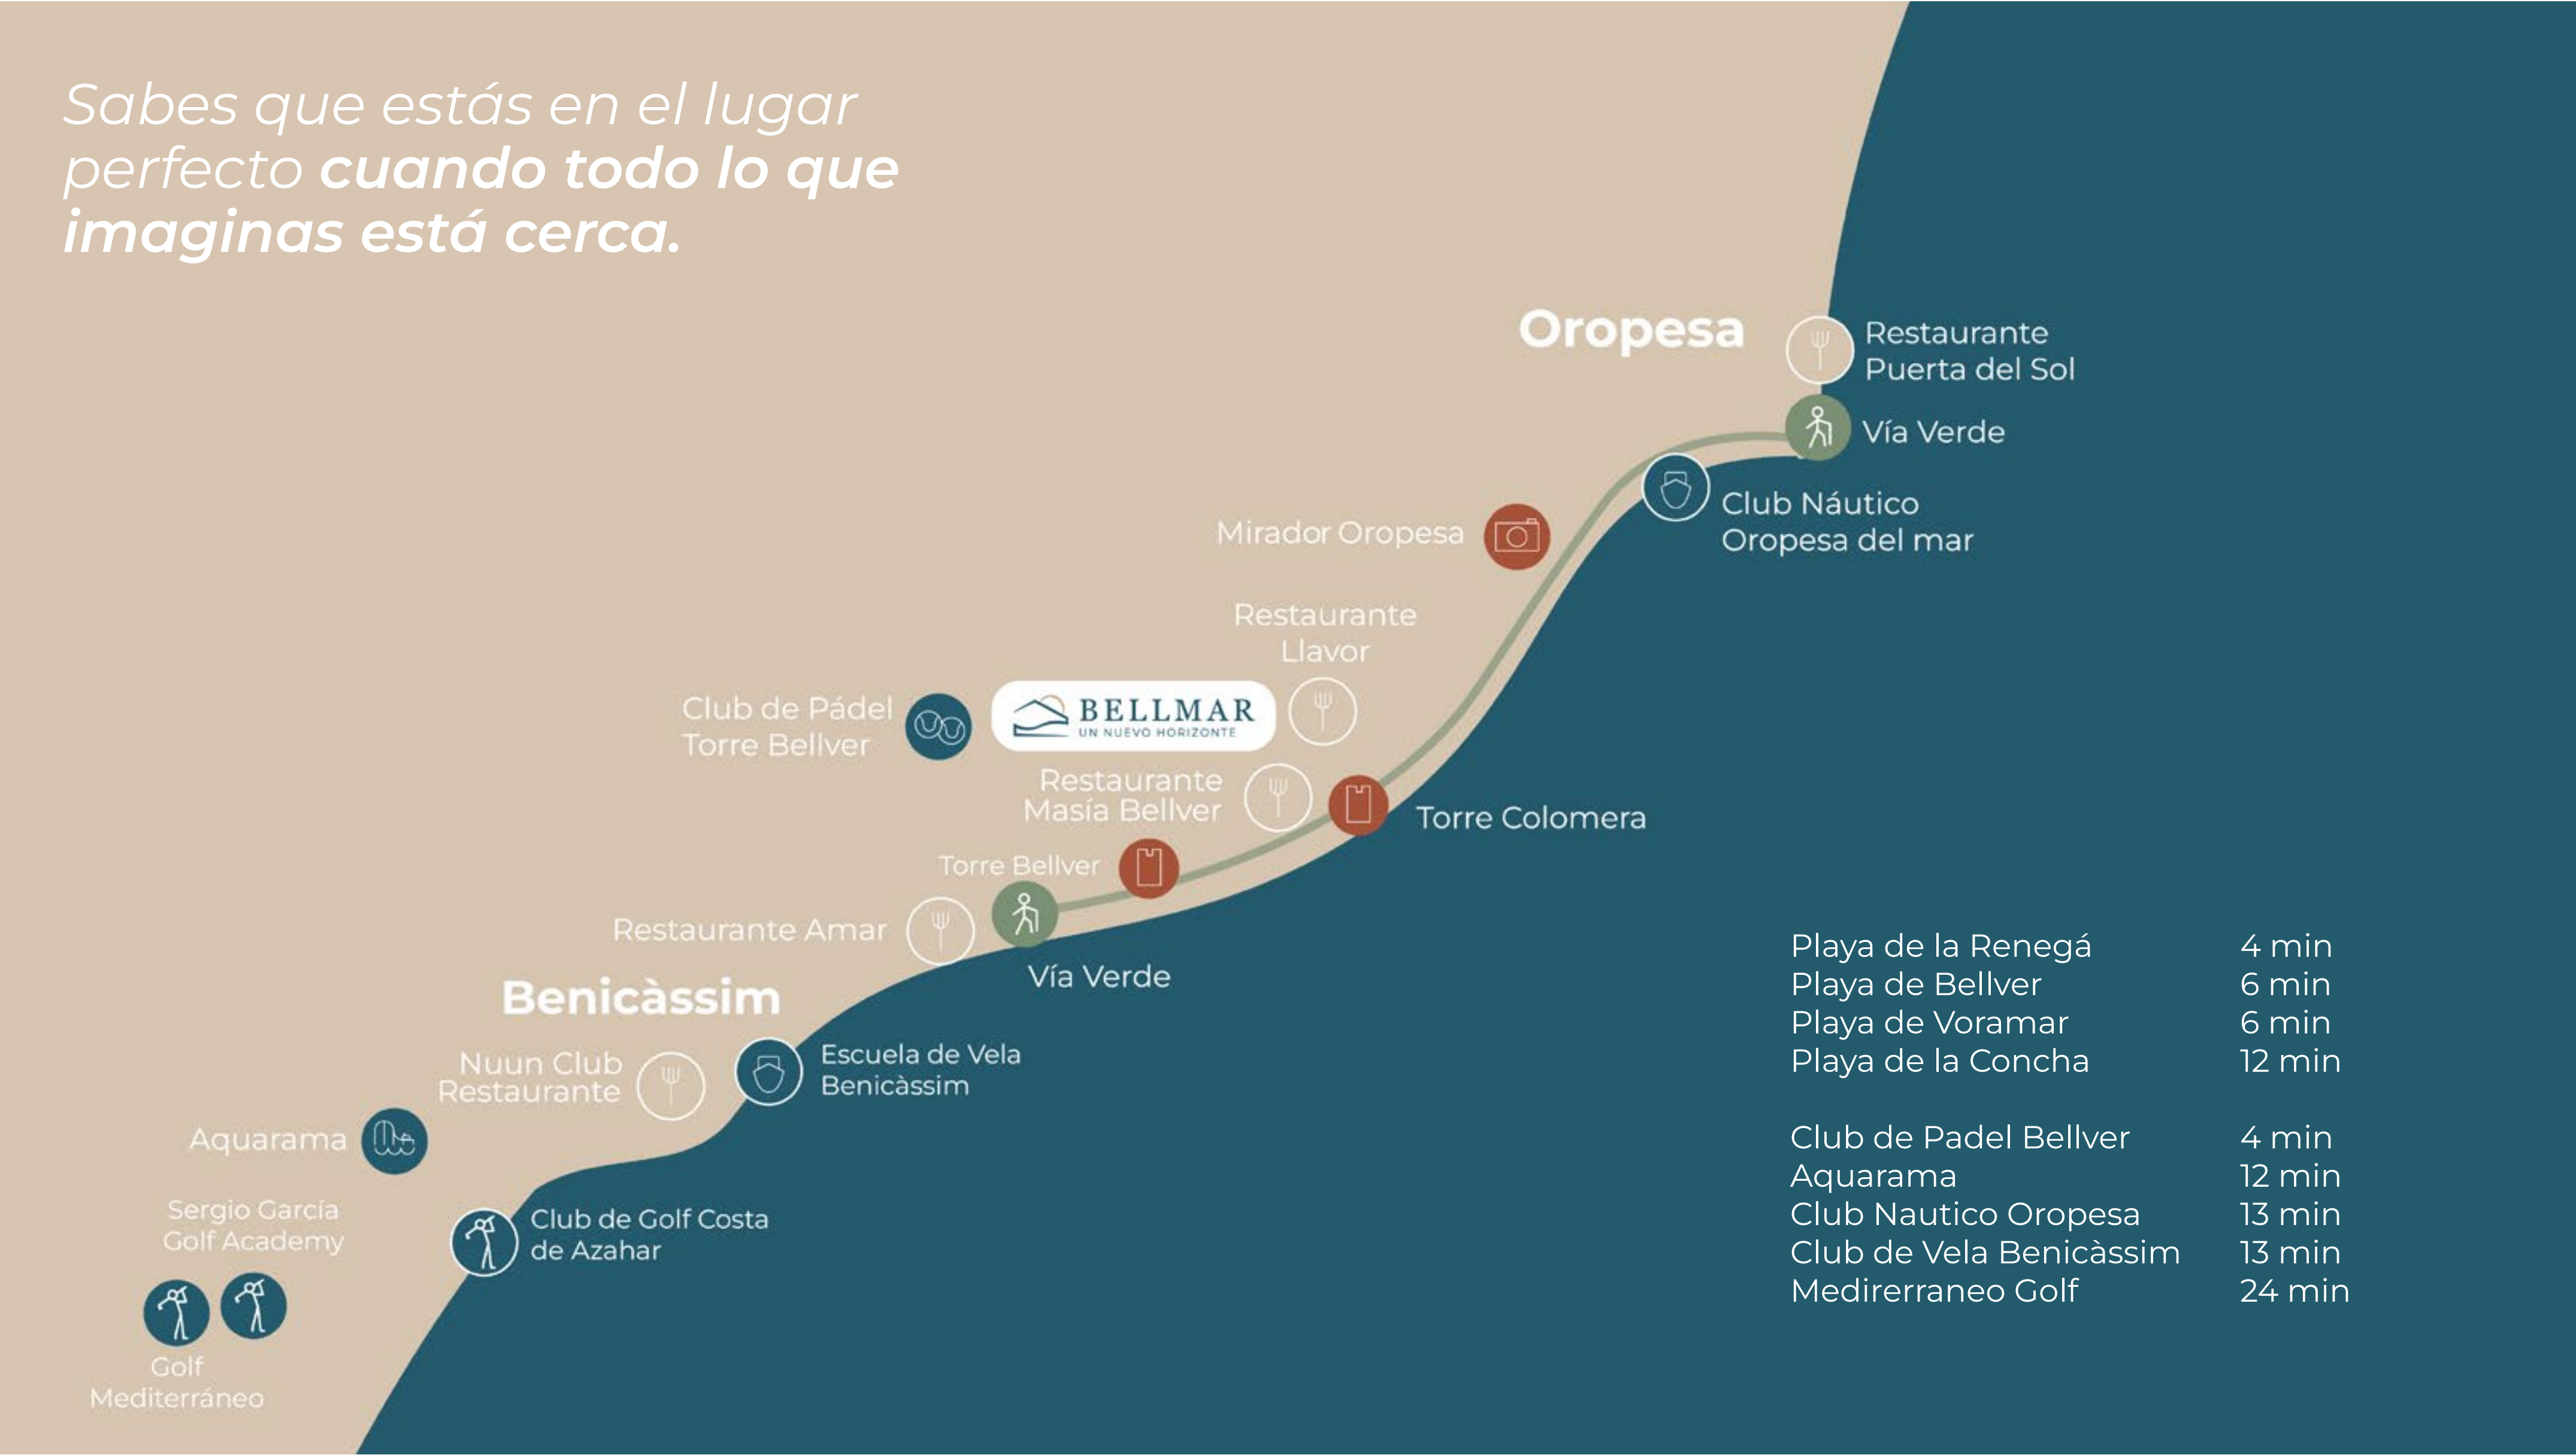 Sabes que estás en el lugar
perfecto cuando todo lo que
imaginas está cerca.
Oropesa
Restaurante
Puerta del Sol
Vía Verde
Club Náutico
Oropesa del mar
Mirador Oropesa
Restaurante
Llavor
Club de Pádel
Torre Bellver
BELLMAR
UN NUEVO HORIZONTE
Restaurante
Masía Bellver
Torre Colomera
Torre Bellver
Restaurante Amar
Vía Verde
Benicàssim
Nuun Club
Restaurante
Escuela de Vela
Benicàssim
Aquarama
Sergio García
Golf Academy
Club de Golf Costa
de Azahar
Golf
Mediterráneo
Playa de la Renegá 4 min
Playa de Bellver 6 min
Playa de Voramar 6 min
Playa de la Concha 12 min
Club de Padel Bellver 4 min
Aquarama 12 min
Club Nautico Oropesa 13 min
Club de Vela Benicàssim 13 min
Medirerraneo Golf 24 min